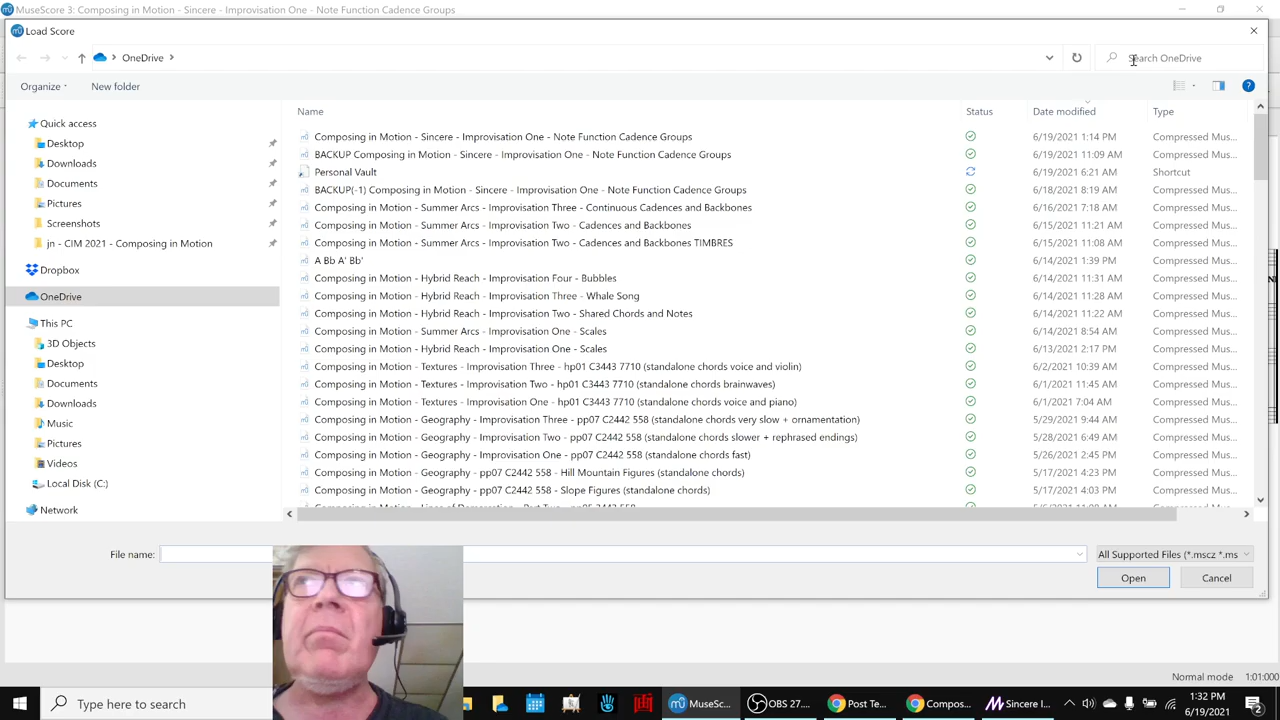 MuseScore 3: Composing in Motion - Sincere - Improvisation One - Note Function Cadence Groups
Load Score
OneDrive
Search OneDrive
Organize
New folder
Name
Status
Date modified
Type
Quick access
Desktop
Downloads
Documents
Pictures
Screenshots
jn - CIM 2021 - Composing in Motion
Dropbox
OneDrive
This PC
3D Objects
Desktop
Documents
Downloads
Music
Pictures
Videos
Local Disk (C:)
Network
Composing in Motion - Sincere - Improvisation One - Note Function Cadence Groups 6/19/2021 1:14 PM Compressed Mus...
BACKUP Composing in Motion - Sincere - Improvisation One - Note Function Cadence Groups 6/19/2021 11:09 AM Compressed Mus...
Personal Vault 6/19/2021 6:21 AM Shortcut
BACKUP(-1) Composing in Motion - Sincere - Improvisation One - Note Function Cadence Groups 6/18/2021 8:19 AM Compressed Mus...
Composing in Motion - Summer Arcs - Improvisation Three - Continuous Cadences and Backbones 6/16/2021 7:18 AM Compressed Mus...
Composing in Motion - Summer Arcs - Improvisation Two - Cadences and Backbones 6/15/2021 11:21 AM Compressed Mus...
Composing in Motion - Summer Arcs - Improvisation Two - Cadences and Backbones TIMBRES 6/15/2021 11:08 AM Compressed Mus...
A Bb A' Bb' 6/14/2021 1:39 PM Compressed Mus...
Composing in Motion - Hybrid Reach - Improvisation Four - Bubbles 6/14/2021 11:31 AM Compressed Mus...
Composing in Motion - Hybrid Reach - Improvisation Three - Whale Song 6/14/2021 11:28 AM Compressed Mus...
Composing in Motion - Hybrid Reach - Improvisation Two - Shared Chords and Notes 6/14/2021 11:22 AM Compressed Mus...
Composing in Motion - Summer Arcs - Improvisation One - Scales 6/14/2021 8:54 AM Compressed Mus...
Composing in Motion - Hybrid Reach - Improvisation One - Scales 6/13/2021 2:17 PM Compressed Mus...
Composing in Motion - Textures - Improvisation Three - hp01 C3443 7710 (standalone chords voice and violin) 6/2/2021 10:39 AM Compressed Mus...
Composing in Motion - Textures - Improvisation Two - hp01 C3443 7710 (standalone chords brainwaves) 6/1/2021 11:45 AM Compressed Mus...
Composing in Motion - Textures - Improvisation One - hp01 C3443 7710 (standalone chords voice and piano) 6/1/2021 7:04 AM Compressed Mus...
Composing in Motion - Geography - Improvisation Three - pp07 C2442 558 (standalone chords very slow + ornamentation) 5/29/2021 9:44 AM Compressed Mus...
Composing in Motion - Geography - Improvisation Two - pp07 C2442 558 (standalone chords slower + rephrased endings) 5/28/2021 6:49 AM Compressed Mus...
Composing in Motion - Geography - Improvisation One - pp07 C2442 558 (standalone chords fast) 5/26/2021 2:45 PM Compressed Mus...
Composing in Motion - Geography - pp07 C2442 558 - Hill Mountain Figures (standalone chords) 5/17/2021 4:23 PM Compressed Mus...
Composing in Motion - Geography - pp07 C2442 558 - Slope Figures (standalone chords) 5/17/2021 4:03 PM Compressed Mus...
File name:
All Supported Files (*.mscz *.ms
Open
Cancel
Normal mode 1:01:000
Type here to search
MuseSc...
OBS 27....
Post Te...
Compos...
Sincere I...
1:32 PM
6/19/2021
2